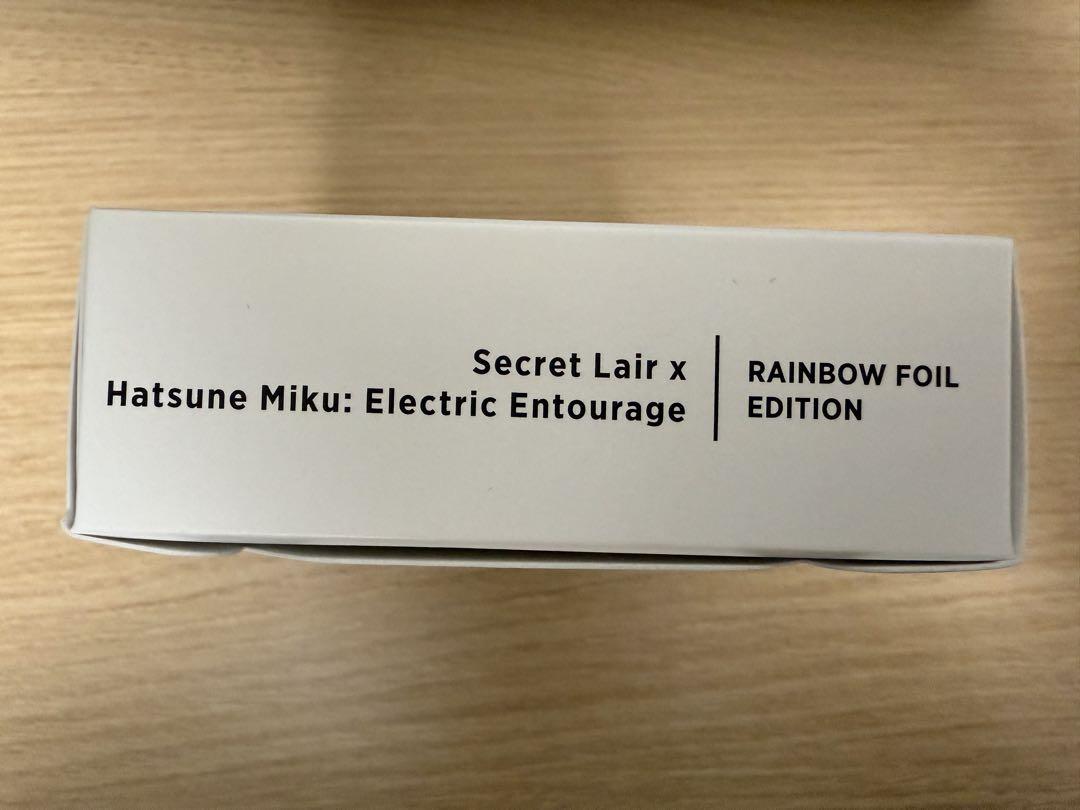 Secret Lair x
Hatsune Miku: Electric Entourage
RAINBOW FOIL
EDITION